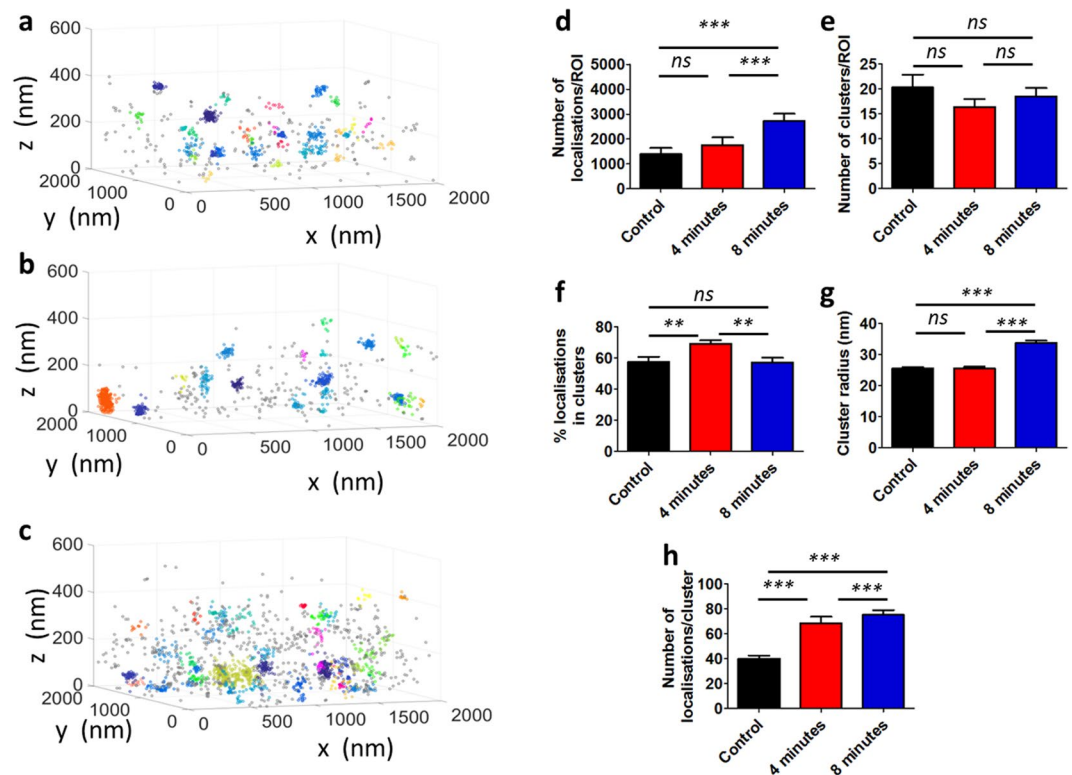 a
600
400
200
0
z (nm)
2000
1000
0
y (nm)
0
500
1000
1500
2000
x (nm)
b
600
400
200
0
z (nm)
2000
1000
0
y (nm)
0
500
1000
1500
2000
x (nm)
c
600
400
200
0
z (nm)
2000
1000
0
y (nm)
0
500
1000
1500
2000
x (nm)
d
***
ns
***
5000
4000
3000
2000
1000
0
Number of
localisations/ROI
Control
4 minutes
8 minutes
e
ns
ns
ns
25
20
15
10
5
0
Number of clusters/ROI
Control
4 minutes
8 minutes
f
ns
**
**
80
60
40
20
0
% localisations
in clusters
Control
4 minutes
8 minutes
g
***
ns
***
40
30
20
10
0
Cluster radius (nm)
Control
4 minutes
8 minutes
h
***
***
***
100
80
60
40
20
0
Number of
localisations/cluster
Control
4 minutes
8 minutes